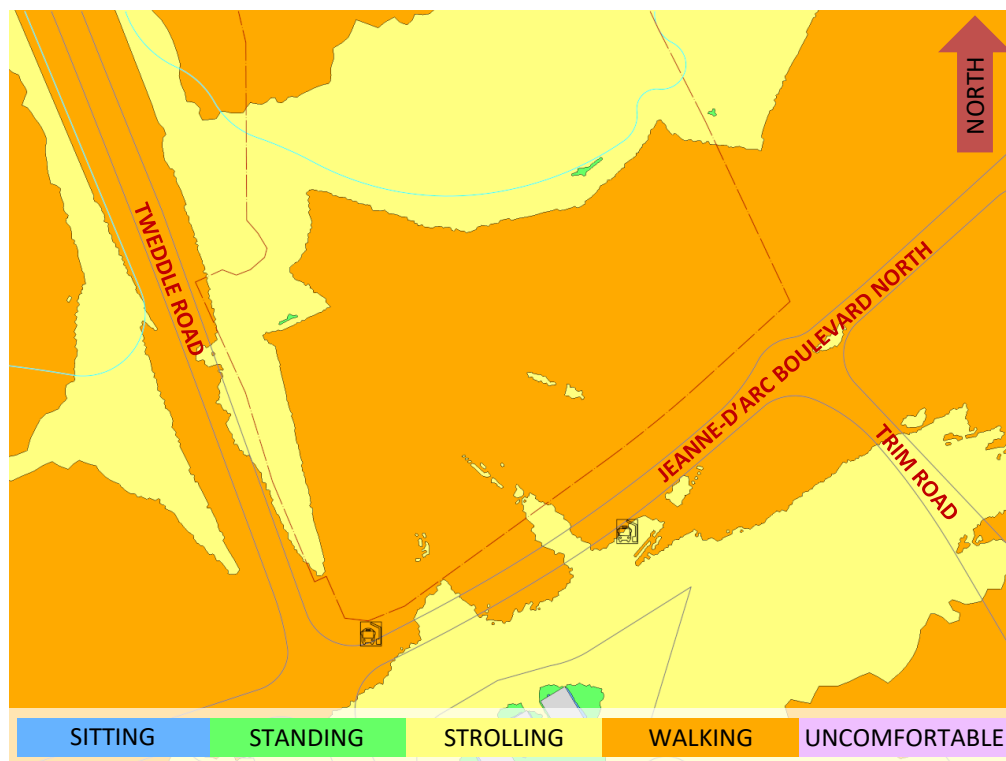 NORTH
TWEDDLE ROAD
JEANNE-D'ARC BOULEVARD NORTH
TRIM ROAD
SITTING
STANDING
STROLLING
WALKING
UNCOMFORTABLE